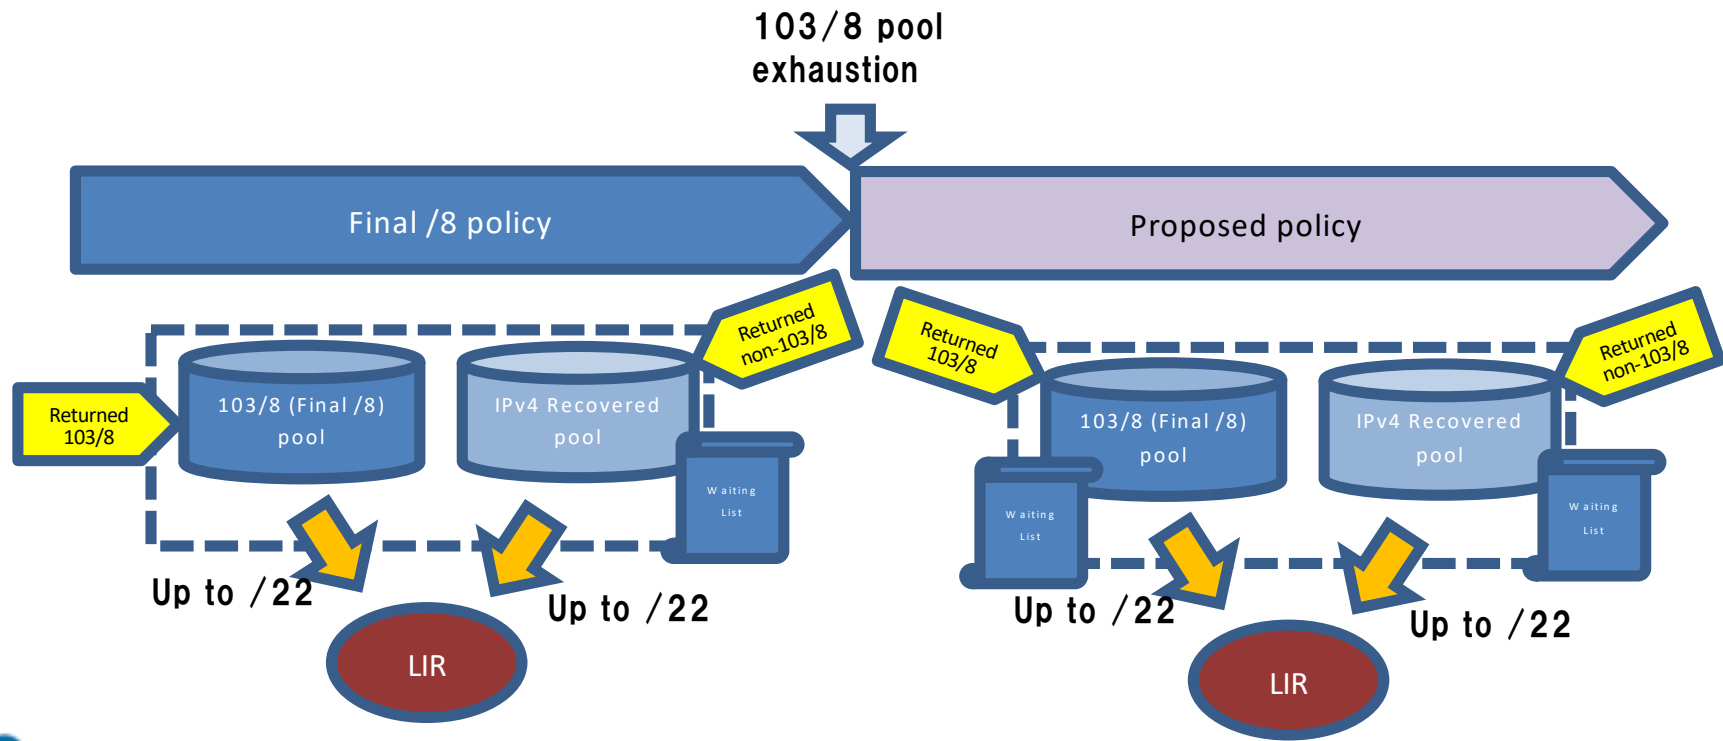 103/8 pool
exhaustion
Final /8 policy
Proposed policy
Returned
103/8
103/8 (Final /8)
pool
IPv4 Recovered
pool
Returned
non-103/8
Waiting
List
Up to /22
Up to /22
LIR
Returned
103/8
103/8 (Final /8)
pool
IPv4 Recovered
pool
Returned
non-103/8
Waiting
List
Waiting
List
Up to /22
Up to /22
LIR